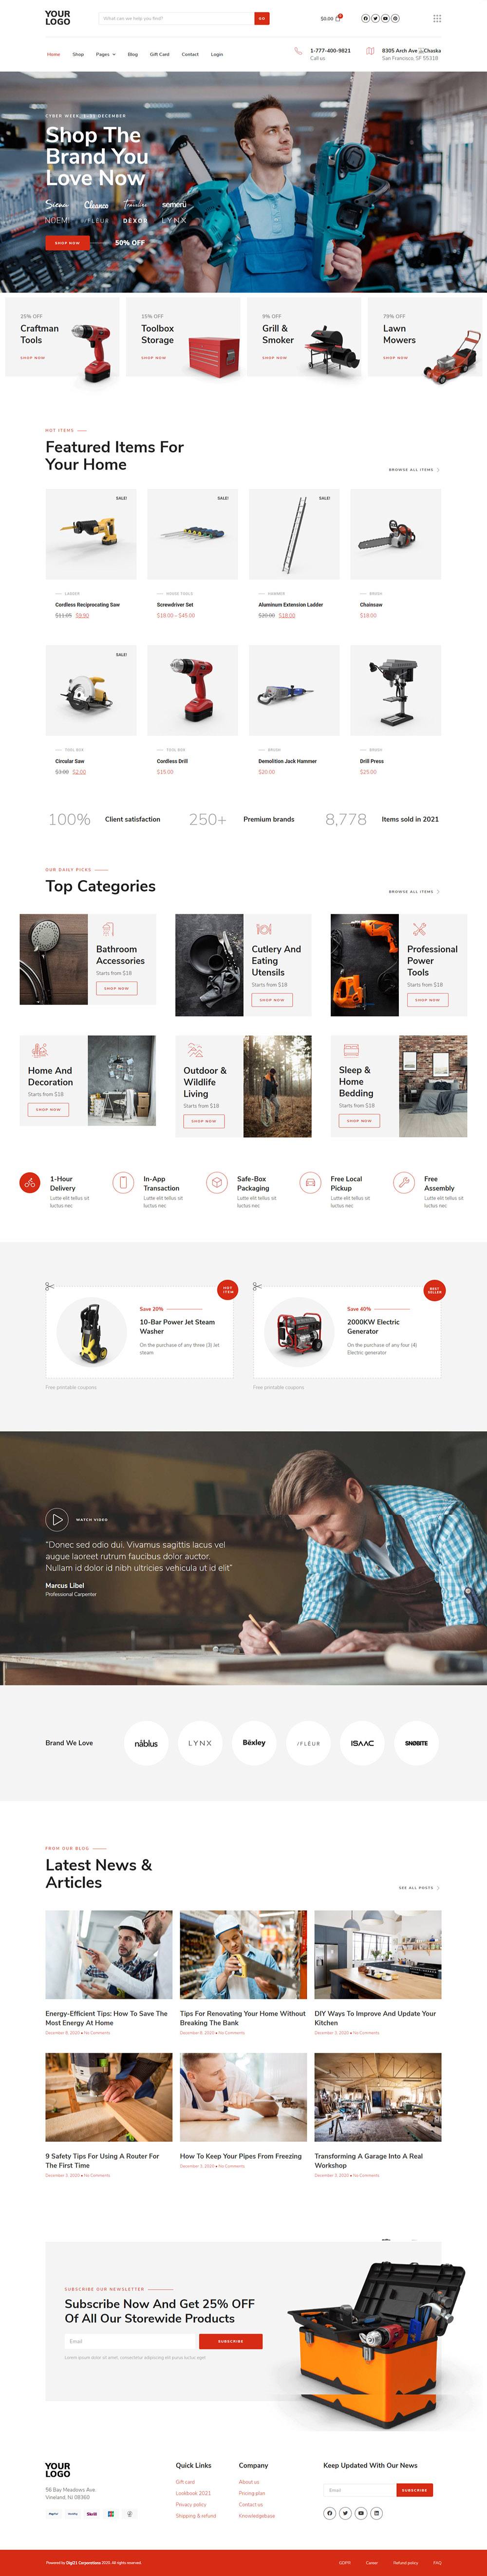 YOUR
LOGO
What can we help you find?
GO
$0.00
Home
Shop
Pages
Blog
Gift Card
Contact
Login
1-777-400-9821
Call us
8305 Arch Ave Chaska
San Francisco, SF 55318
CYBER WEEK, 1-21 DECEMBER
Shop The
Brand You
Love Now
Siena
Cleanco
semerü
NOEMI
/FLEUR
DEXOR
LYNX
SHOP NOW
50% OFF
25% OFF
Craftman
Tools
SHOP NOW
15% OFF
Toolbox
Storage
SHOP NOW
9% OFF
Grill &
Smoker
SHOP NOW
79% OFF
Lawn
Mowers
SHOP NOW
HOT ITEMS
Featured Items For
Your Home
BROWSE ALL ITEMS
SALE!
LADDER
Cordless Reciprocating Saw
$11.05 $9.90
SALE!
HINGE TOOLS
Screwdriver Set
$18.00 – $45.00
SALE!
HAMMER
Aluminum Extension Ladder
$20.00 $18.00
BRUSH
Chainsaw
$18.00
SALE!
TOOL BOX
Circular Saw
$3.00 $2.00
TOOL BOX
Cordless Drill
$15.00
BRUSH
Demolition Jack Hammer
$20.00
BRUSH
Drill Press
$25.00
100%
Client satisfaction
250+
Premium brands
8,778
Items sold in 2021
OUR DAILY PICKS
Top Categories
BROWSE ALL ITEMS
Bathroom
Accessories
Starts from $18
SHOP NOW
Cutlery And
Eating
Utensils
Starts from $18
SHOP NOW
Professional
Power
Tools
Starts from $18
SHOP NOW
Home And
Decoration
Starts from $18
SHOP NOW
Outdoor &
Wildlife
Living
Starts from $18
SHOP NOW
Sleep &
Home
Bedding
Starts from $18
SHOP NOW
1-Hour
Delivery
Lutte elit tellus sit
luctus nec
In-App
Transaction
Lutte elit tellus sit
luctus nec
Safe-Box
Packaging
Lutte elit tellus sit
luctus nec
Free Local
Pickup
Lutte elit tellus sit
luctus nec
Free
Assembly
Lutte elit tellus sit
luctus nec
HOT
ITEM
Save 20%
10-Bar Power Jet Steam
Washer
On the purchase of any three (3) Jet
steam
Free printable coupons
BEST
SELLER
Save 40%
2000KW Electric
Generator
On the purchase of any four (4)
Electric generator
Free printable coupons
WATCH VIDEO
“Donec sed odio dui. Vivamus sagittis lacus vel
augue laoreet rutrum faucibus dolor auctor.
Nullam id dolor id nibh ultricies vehicula ut id elit”
Marcus Libel
Professional Carpenter
Brand We Love
nåblus
LYNX
Bėxley
/FLEUR
ISAAC
SNØBITE
FROM OUR BLOG
Latest News &
Articles
SEE ALL POSTS
Energy-Efficient Tips: How To Save The
Most Energy At Home
December 8, 2020 • No Comments
Tips For Renovating Your Home Without
Breaking The Bank
December 8, 2020 • No Comments
DIY Ways To Improve And Update Your
Kitchen
December 3, 2020 • No Comments
9 Safety Tips For Using A Router For
The First Time
December 3, 2020 • No Comments
How To Keep Your Pipes From Freezing
December 3, 2020 • No Comments
Transforming A Garage Into A Real
Workshop
December 3, 2020 • No Comments
SUBSCRIBE OUR NEWSLETTER
Subscribe Now And Get 25% OFF
Of All Our Storewide Products
Email
SUBSCRIBE
Lorem ipsum dolor sit amet, consectetur adipiscing elit purus luctus eget
YOUR
LOGO
56 Bay Meadows Ave.
Vineland, NJ 08360
PayPal
Skrill
Quick Links
Gift card
Lookbook 2021
Privacy policy
Shipping & refund
Company
About us
Pricing plan
Contact us
Knowledgebase
Keep Updated With Our News
Email
SUBSCRIBE
Powered by Digi21 Corporations 2020. All rights reserved.
GDPR
Career
Refund policy
FAQ